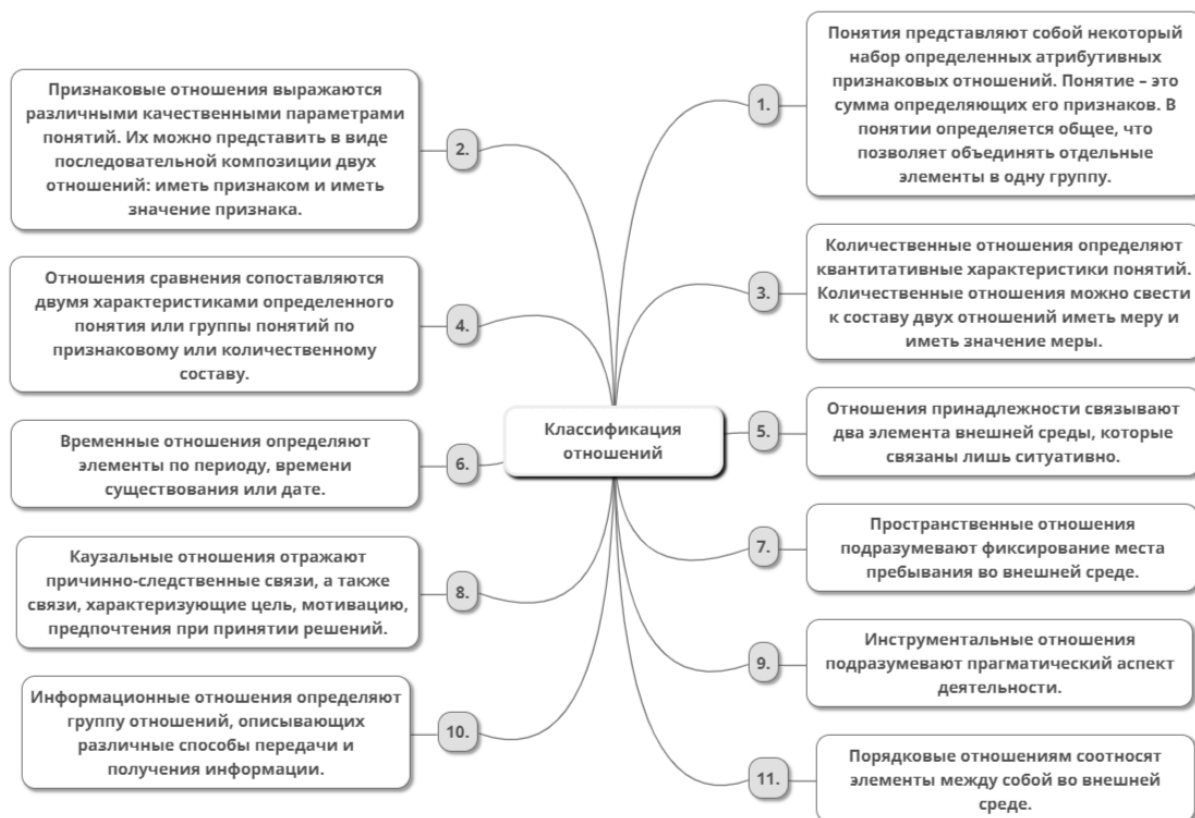 Классификация
отношений
1.
Понятия представляют собой некоторый
набор определенных атрибутивных
признаковых отношений. Понятие – это
сумма определяющих его признаков. В
понятии определяется общее, что
позволяет объединять отдельные
элементы в одну группу.
2.
Признаковые отношения выражаются
различными качественными параметрами
понятий. Их можно представить в виде
последовательной композиции двух
отношений: иметь признаком и иметь
значение признака.
3.
Количественные отношения определяют
квантитативные характеристики понятий.
Количественные отношения можно свести
к составу двух отношений иметь меру и
иметь значение меры.
4.
Отношения сравнения сопоставляются
двумя характеристиками определенного
понятия или группы понятий по
признаковому или количественному
составу.
5.
Отношения принадлежности связывают
два элемента внешней среды, которые
связаны лишь ситуативно.
6.
Временные отношения определяют
элементы по периоду, времени
существования или дате.
7.
Пространственные отношения
подразумевают фиксирование места
пребывания во внешней среде.
8.
Каузальные отношения отражают
причинно-следственные связи, а также
связи, характеризующие цель, мотивацию,
предпочтения при принятии решений.
9.
Инструментальные отношения
подразумевают прагматический аспект
деятельности.
10.
Информационные отношения определяют
группу отношений, описывающих
различные способы передачи и
получения информации.
11.
Порядковые отношениям соотносят
элементы между собой во внешней
среде.